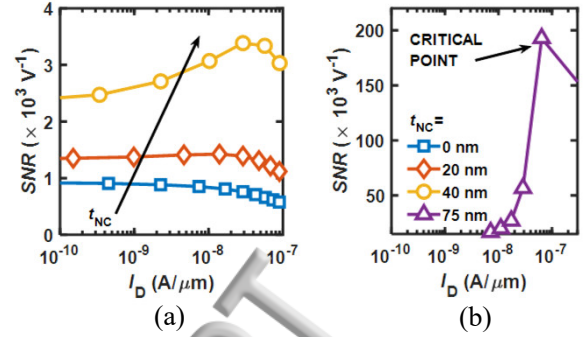 (a)
SNR (× 10³ V⁻¹)
4
3
2
1
0
t_NC
10⁻¹⁰ 10⁻⁹ 10⁻⁸ 10⁻⁷
I_D (A/μm)
(a)
(b)
SNR (× 10³ V⁻¹)
200
150
100
50
CRITICAL
POINT
t_NC=
0 nm
20 nm
40 nm
75 nm
10⁻¹⁰ 10⁻⁹ 10⁻⁸ 10⁻⁷
I_D (A/μm)
(b)